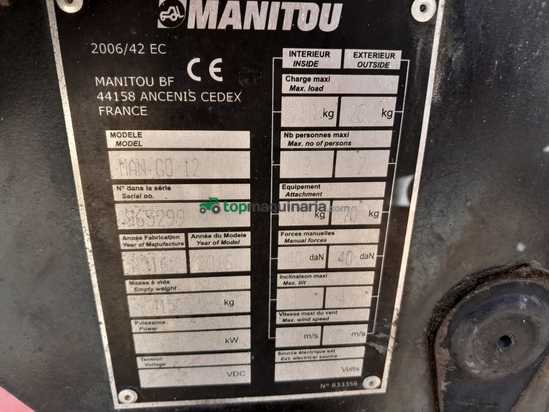 MANITOU
2006/42 EC
CE
MANITOU BF
44158 ANCENIS CEDEX
FRANCE
MODELE
MODEL
MAN GO 12
N° dans la série
Serial no.
Année Fabrication
Year of Manufacture
Année du Modèle
Year of Model
Masse à vide
Empty weight
kg
Puissance
Power
kW
Tension
Voltage
VDC
INTERIEUR
INSIDE
EXTERIEUR
OUTSIDE
Charge maxi
Max. load
kg
kg
Nb personnes maxi
Max. no of persons
Equipement
Attachment
kg
kg
Forces manuelles
Manual forces
daN
40 daN
Inclinaison maxi
Max. tilt
Vitesse maxi du vent
Max. wind speed
m/s
m/s
Source électrique ext
Ext. electrical source
Volts
N° 833356
topmaquinaria.com